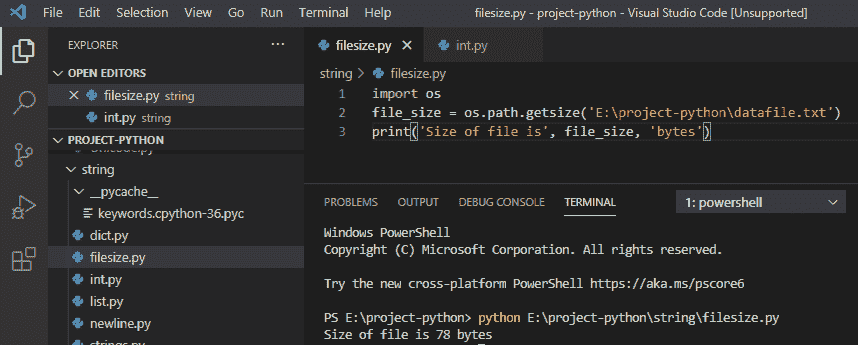 File Edit Selection View Go Run Terminal Help filesize.py - project-python - Visual Studio Code [Unsupported]
EXPLORER ...
OPEN EDITORS
filesize.py string
int.py string
PROJECT-PYTHON
string
__pycache__
keywords.cpython-36.pyc
dict.py
filesize.py
int.py
list.py
newline.py
strings.py
filesize.py int.py
string > filesize.py
1 import os
2 file_size = os.path.getsize('E:\project-python\datafile.txt')
3 print('Size of file is', file_size, 'bytes')
PROBLEMS OUTPUT DEBUG CONSOLE TERMINAL 1: powershell
Windows PowerShell
Copyright (C) Microsoft Corporation. All rights reserved.
Try the new cross-platform PowerShell https://aka.ms/pscore6
PS E:\project-python> python E:\project-python\string\filesize.py
Size of file is 78 bytes